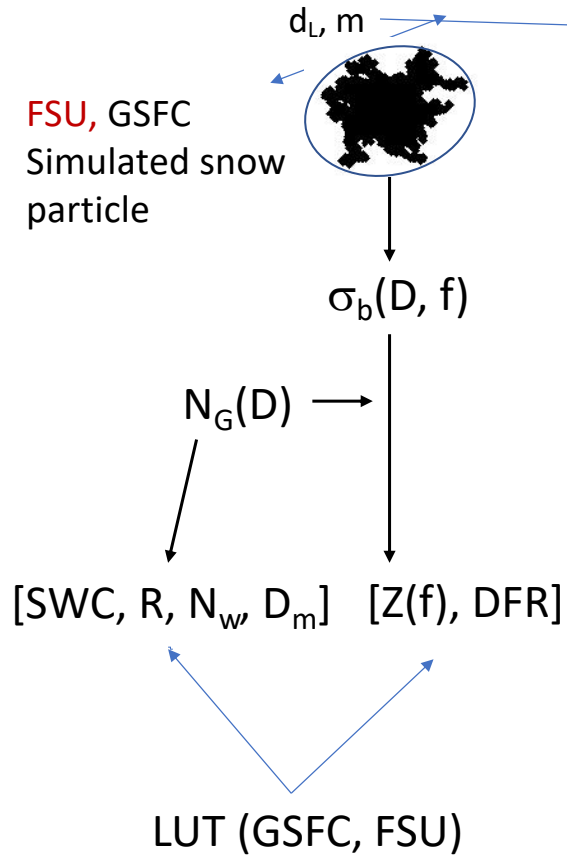 d_L, m
FSU, GSFC
Simulated snow
particle
σ_b(D, f)
N_G(D)
[SWC, R, N_w, D_m] [Z(f), DFR]
LUT (GSFC, FSU)